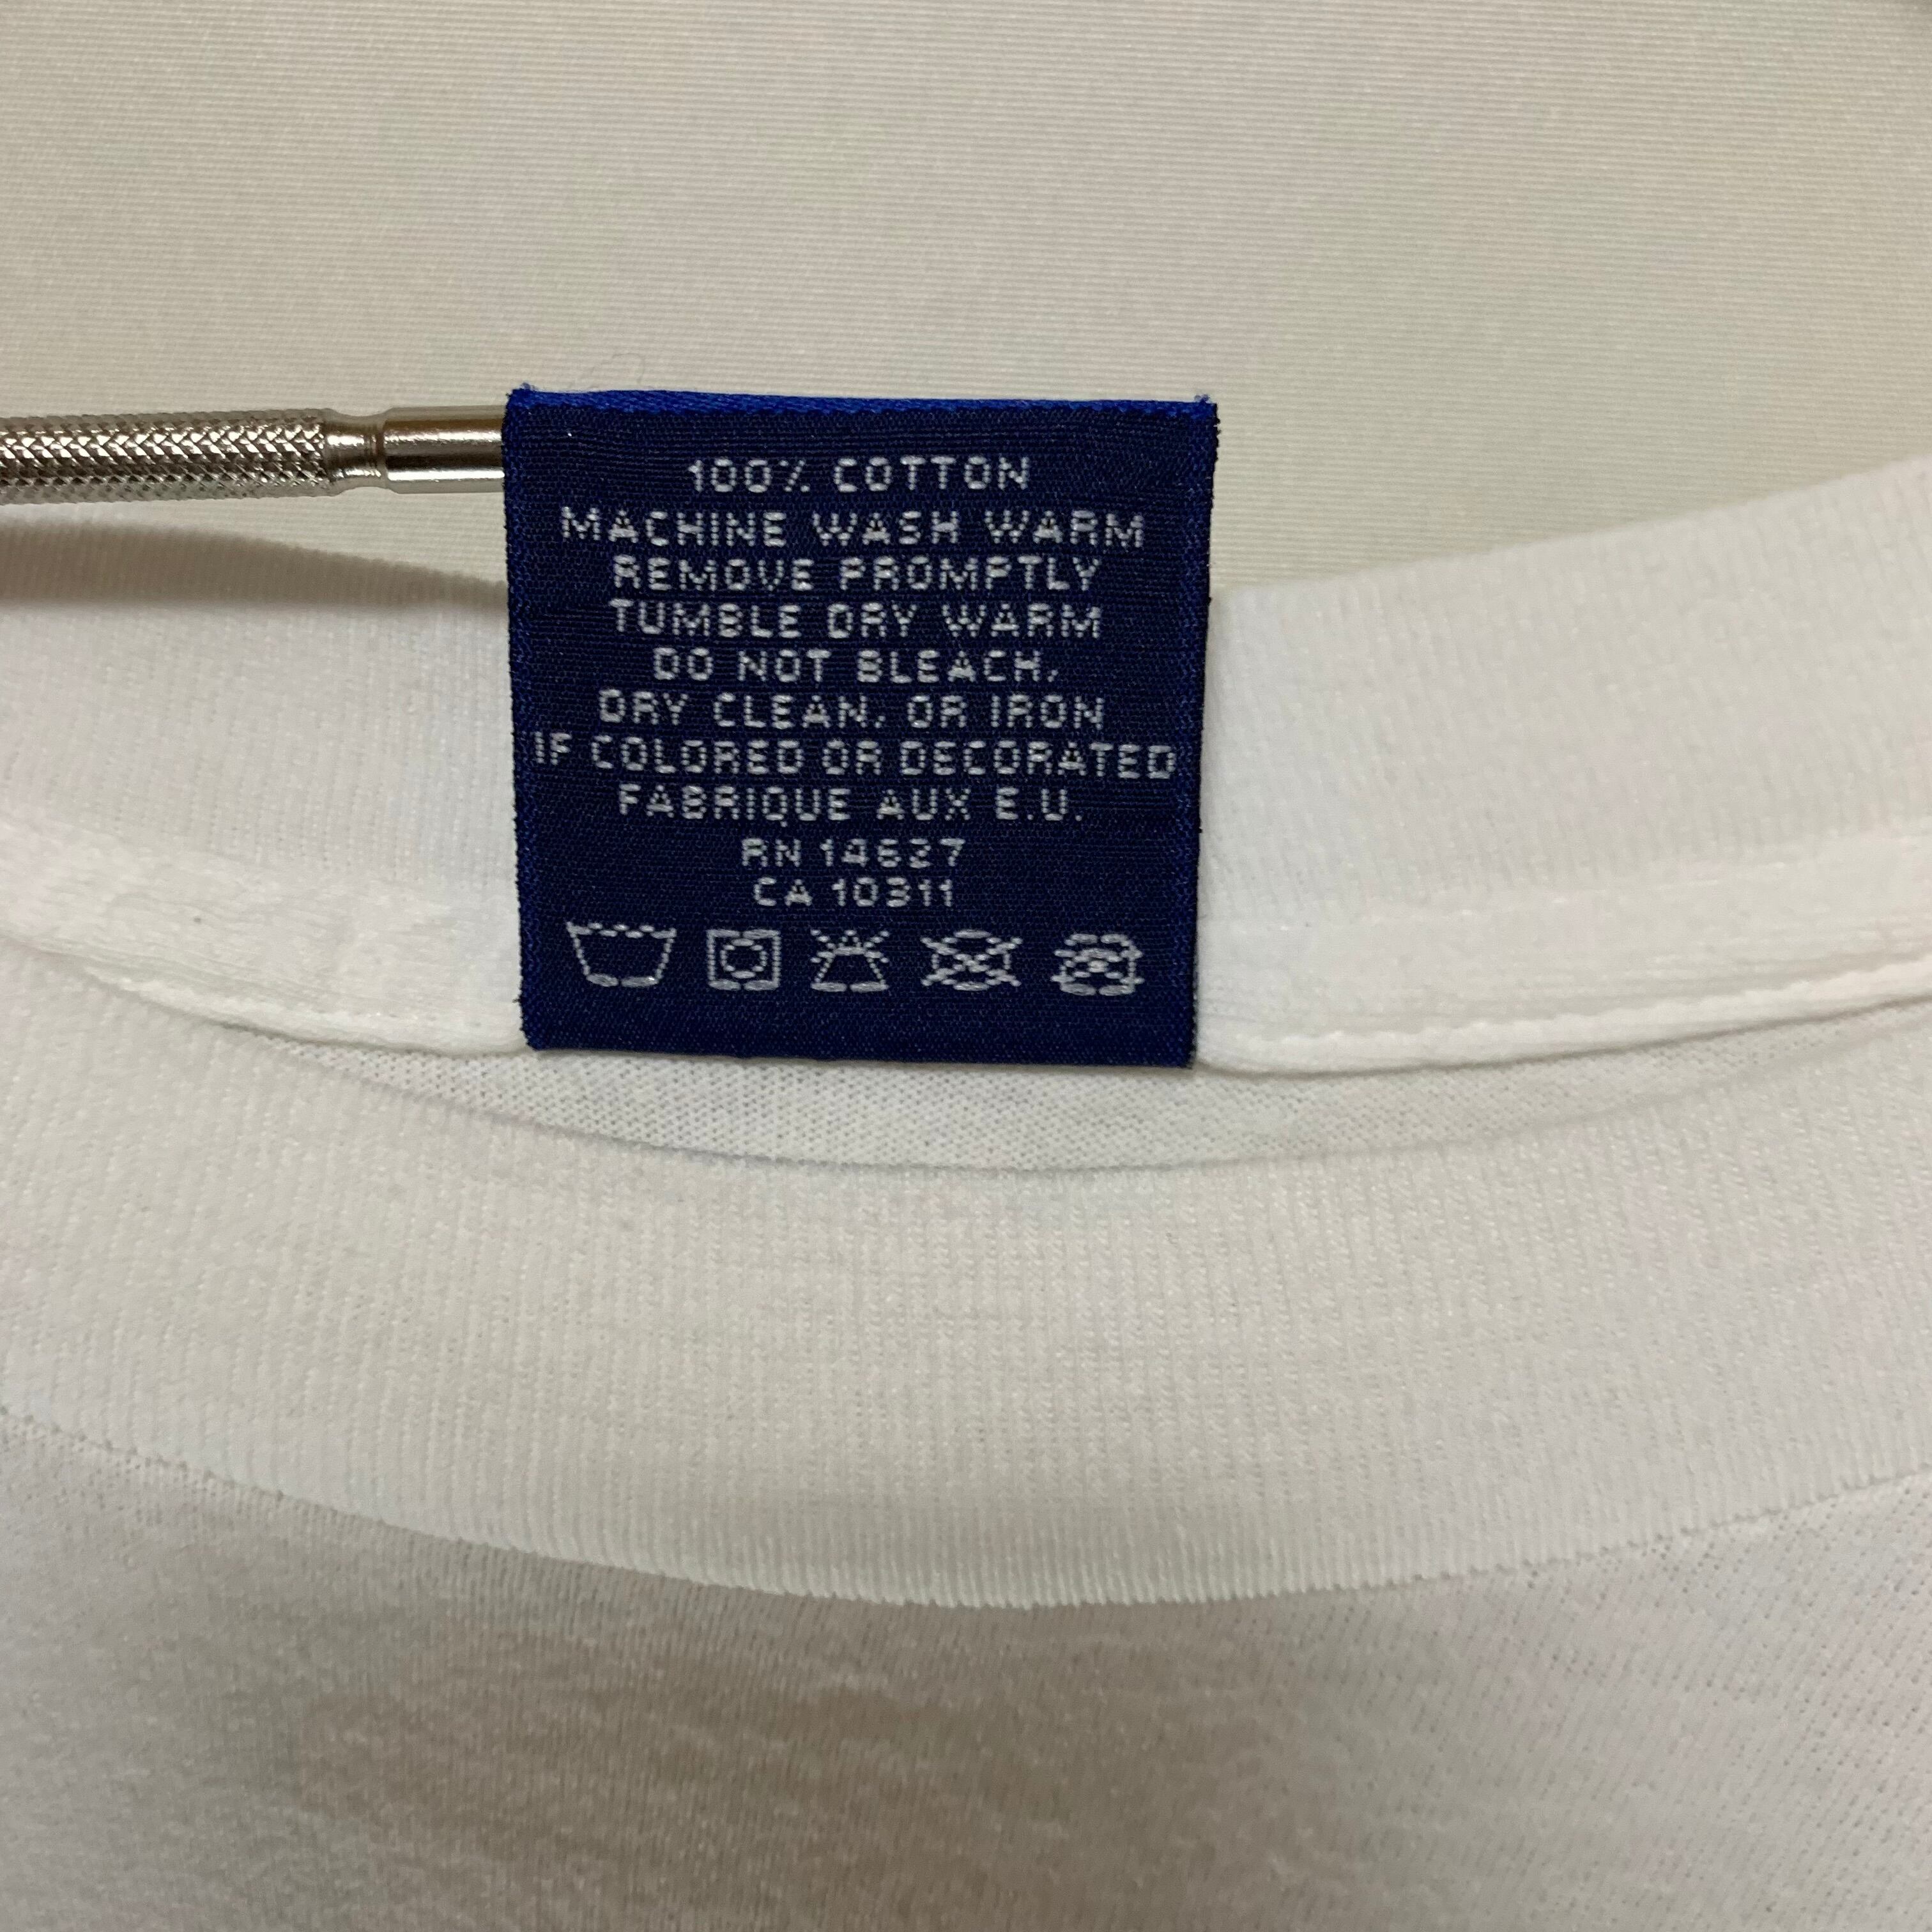 100% COTTON
MACHINE WASH WARM
REMOVE PROMPTLY
TUMBLE DRY WARM
DO NOT BLEACH,
DRY CLEAN, OR IRON
IF COLORED OR DECORATED
FABRIQUE AUX E.U.
RN 14627
CA 10311